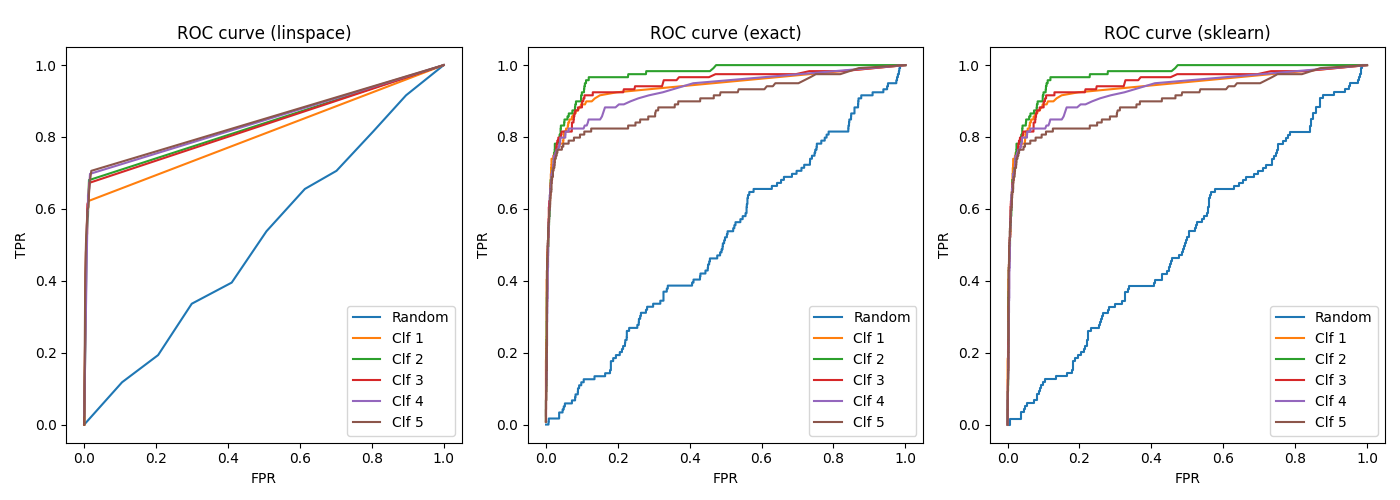 ROC curve (linspace)
TPR
1.0
0.8
0.6
0.4
0.2
0.0
Random
Clf 1
Clf 2
Clf 3
Clf 4
Clf 5
0.0 0.2 0.4 0.6 0.8 1.0
FPR
ROC curve (exact)
TPR
1.0
0.8
0.6
0.4
0.2
0.0
Random
Clf 1
Clf 2
Clf 3
Clf 4
Clf 5
0.0 0.2 0.4 0.6 0.8 1.0
FPR
ROC curve (sklearn)
TPR
1.0
0.8
0.6
0.4
0.2
0.0
Random
Clf 1
Clf 2
Clf 3
Clf 4
Clf 5
0.0 0.2 0.4 0.6 0.8 1.0
FPR